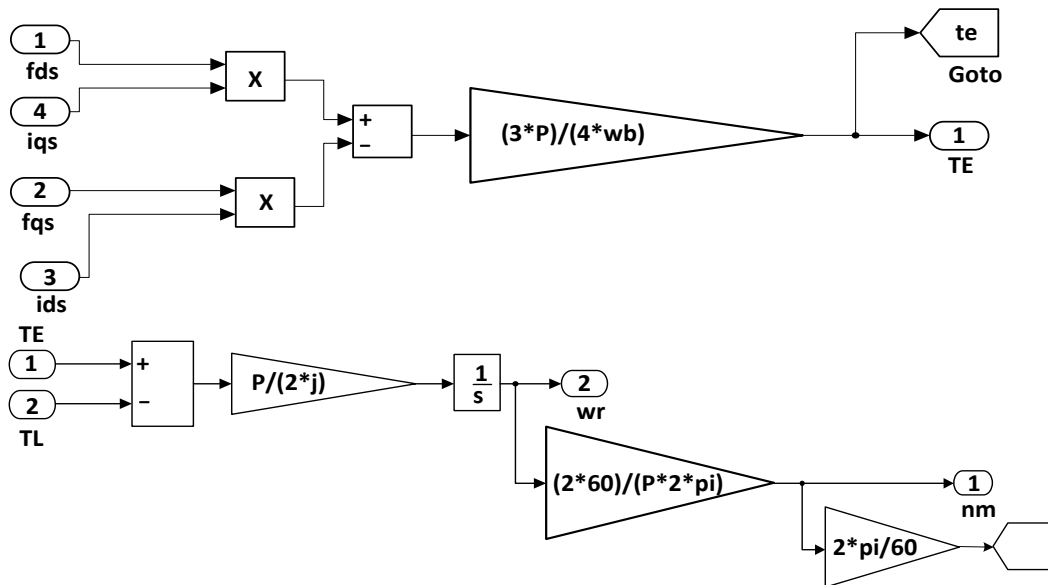 1
fds
4
iqs
X
+
−
2
fqs
3
ids
X
(3*P)/(4*wb)
te
Goto
1
TE
TE
1
2
TL
+
−
P/(2*j)
1
s
2
wr
(2*60)/(P*2*pi)
1
nm
2*pi/60